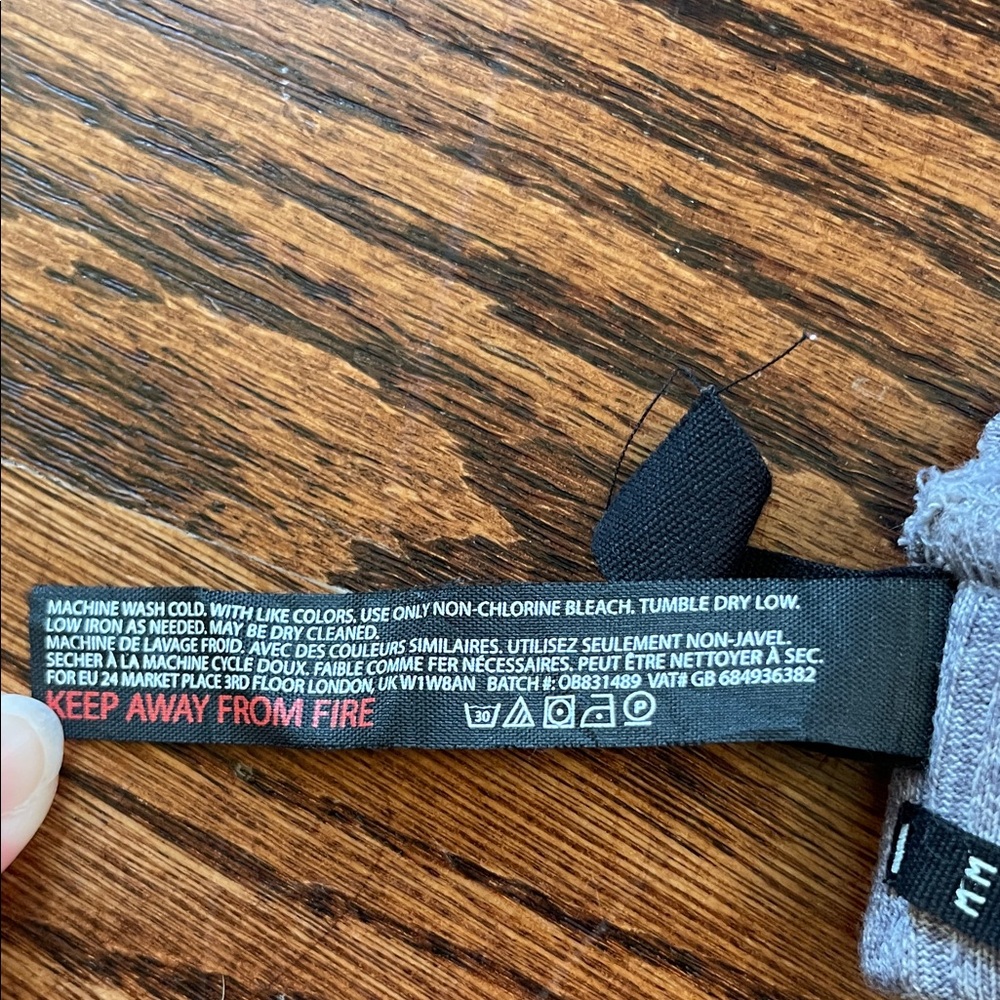 MACHINE WASH COLD. WITH LIKE COLORS. USE ONLY NON-CHLORINE BLEACH. TUMBLE DRY LOW.
LOW IRON AS NEEDED. MAY BE DRY CLEANED.
MACHINE DE LAVAGE FROID. AVEC DES COULEURS SIMILAIRES. UTILISEZ SEULEMENT NON-JAVEL.
SECHER À LA MACHINE CYCLE DOUX. FAIBLE COMME FER NÉCESSAIRES. PEUT ÊTRE NETTOYER À SEC.
FOR EU 24 MARKET PLACE 3RD FLOOR LONDON, UK W1W8AN BATCH #: OB831489 VAT# GB 684936382
KEEP AWAY FROM FIRE
30 P
MM